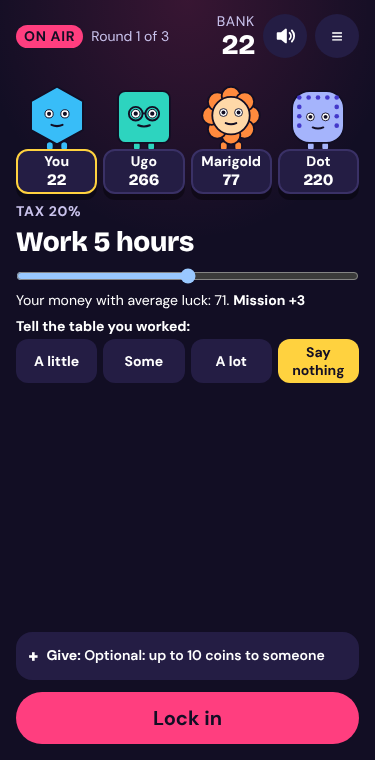 ON AIR
Round 1 of 3
BANK
22
You
22
Ugo
266
Marigold
77
Dot
220
TAX 20%
Work 5 hours
Your money with average luck: 71. Mission +3
Tell the table you worked:
A little
Some
A lot
Say
nothing
+ Give: Optional: up to 10 coins to someone
Lock in